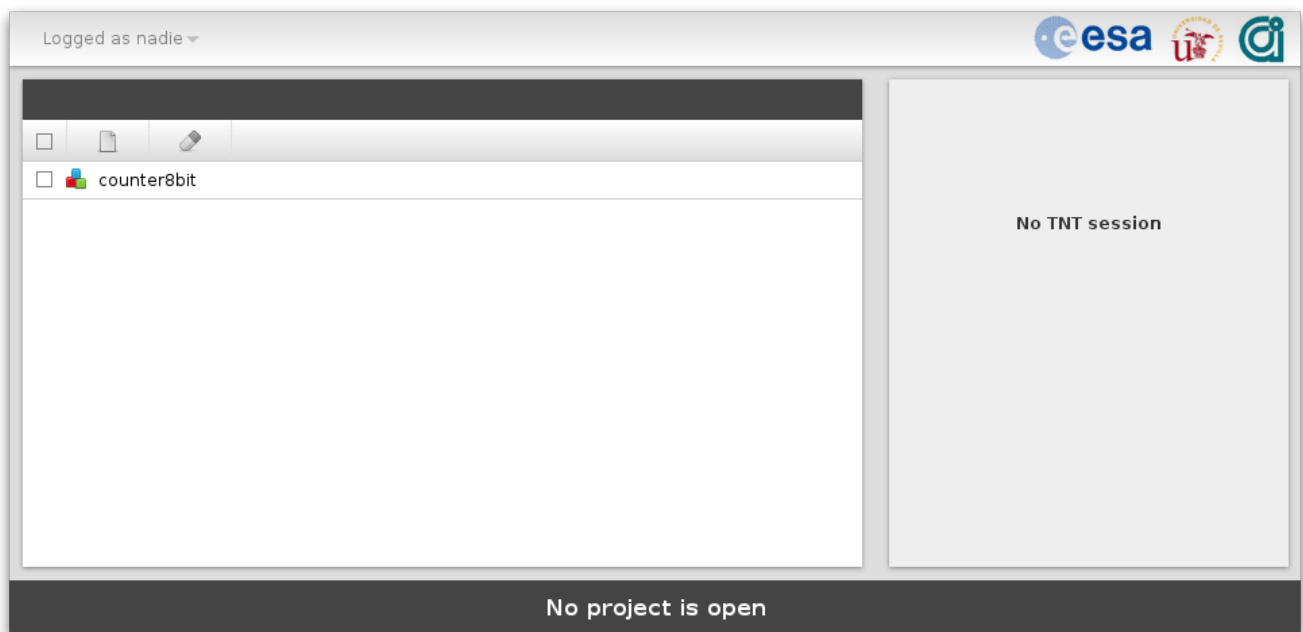 Logged as nadie
esa
counter8bit
No TNT session
No project is open